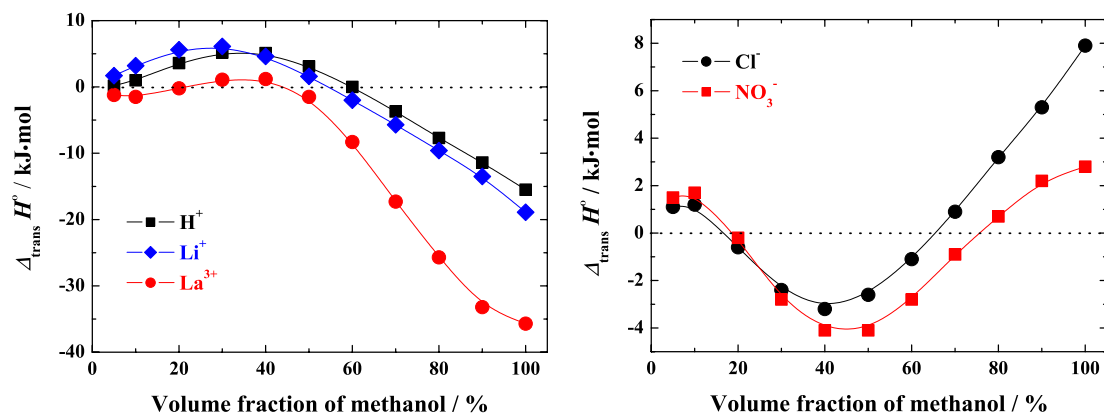 10
5
0
-10
-20
-30
-40
0
20
40
60
80
100
Δtrans H° / kJ·mol
Volume fraction of methanol / %
H+
Li+
La3+
8
6
4
2
0
-2
-4
0
20
40
60
80
100
Δtrans H° / kJ·mol
Volume fraction of methanol / %
Cl-
NO3-